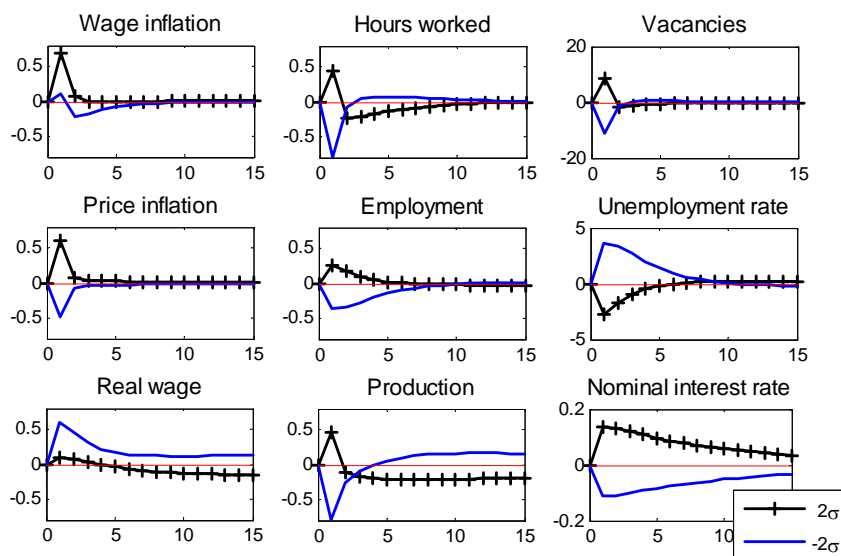 Wage inflation
Hours worked
Vacancies
0.5
0
-0.5
0 5 10 15
0.5
0
-0.5
0 5 10 15
20
0
-20
0 5 10 15
Price inflation
Employment
Unemployment rate
0.5
0
-0.5
0 5 10 15
0.5
0
-0.5
0 5 10 15
5
0
-5
0 5 10 15
Real wage
Production
Nominal interest rate
0.5
0
-0.5
0 5 10 15
0.5
0
-0.5
0 5 10 15
0.2
0
-0.2
0 5 10
2σ
-2σ